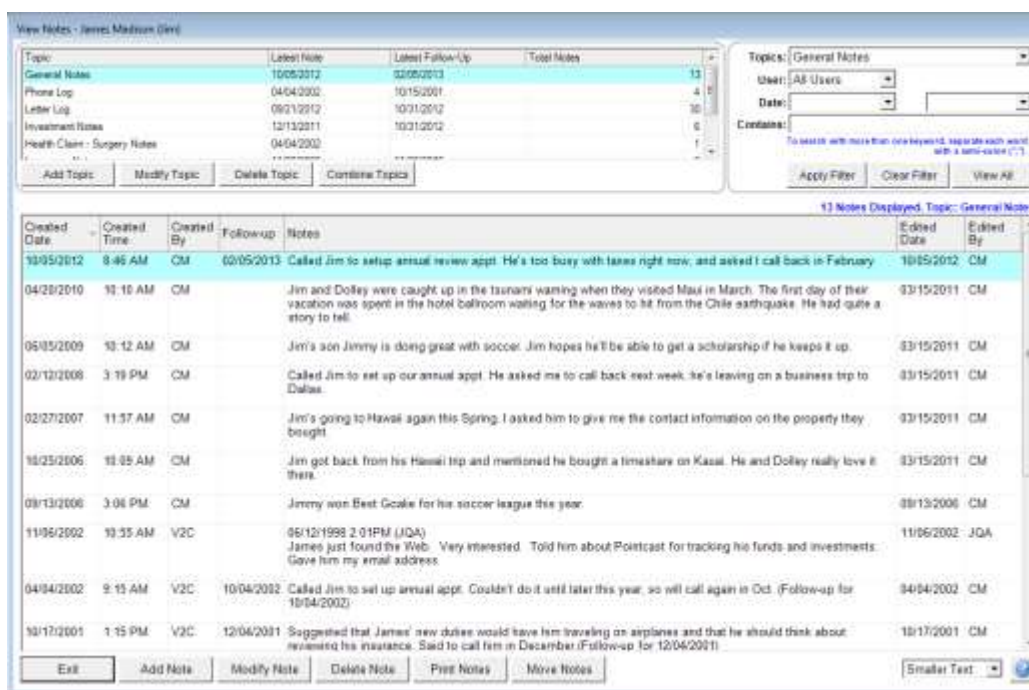 View Notes - James Madison (Jim)
Topic Latest Note Latest Follow-Up Total Notes
General Notes 10/05/2012 02/05/2013 13
Phone Log 04/04/2002 10/15/2001 4
Letter Log 09/21/2012 10/31/2012 30
Investment Notes 12/13/2011 10/31/2012 6
Health Claim - Surgery Notes 04/04/2002 1
Add Topic Modify Topic Delete Topic Combine Topics
Topics: General Notes
User: All Users
Date:
Contains:
To search with more than one keyword, separate each word
with a semi-colon (";").
Apply Filter Clear Filter View All
13 Notes Displayed. Topic: General Note
Created Date Created Time Created By Follow-up Notes Edited Date Edited By
10/05/2012 8:46 AM CM 02/05/2013 Called Jim to setup annual review appt. He's too busy with taxes right now, and asked I call back in February. 10/05/2012 CM
04/20/2010 10:10 AM CM Jim and Dolley were caught up in the tsunami warning when they visited Maui in March. The first day of their 03/15/2011 CM
vacation was spent in the hotel ballroom waiting for the waves to hit from the Chile earthquake. He had quite a
story to tell.
06/05/2009 10:12 AM CM Jim's son Jimmy is doing great with soccer. Jim hopes he'll be able to get a scholarship if he keeps it up. 03/15/2011 CM
02/12/2008 3:19 PM CM Called Jim to set up our annual appt. He asked me to call back next week, he's leaving on a business trip to 03/15/2011 CM
Dallas.
02/27/2007 11:57 AM CM Jim's going to Hawaii again this Spring. I asked him to give me the contact information on the property they 03/15/2011 CM
bought.
10/25/2006 10:09 AM CM Jim got back from his Hawaii trip and mentioned he bought a timeshare on Kauai. He and Dolley really love it 03/15/2011 CM
there.
09/13/2006 3:06 PM CM Jimmy won Best Goalie for his soccer league this year. 09/13/2006 CM
11/06/2002 10:55 AM V2C 06/12/1998 2:01PM (JQA) 11/06/2002 JQA
James just found the Web. Very interested. Told him about Pointcast for tracking his funds and investments.
Gave him my email address.
04/04/2002 9:15 AM V2C 10/04/2002 Called Jim to set up annual appt. Couldn't do it until later this year, so will call again in Oct. (Follow-up for 04/04/2002 CM
10/04/2002)
10/17/2001 1:15 PM V2C 12/04/2001 Suggested that James' new duties would have him traveling on airplanes and that he should think about 10/17/2001 CM
reviewing his insurance. Said to call him in December (Follow-up for 12/04/2001)
Exit Add Note Modify Note Delete Note Print Notes Move Notes Smaller Text